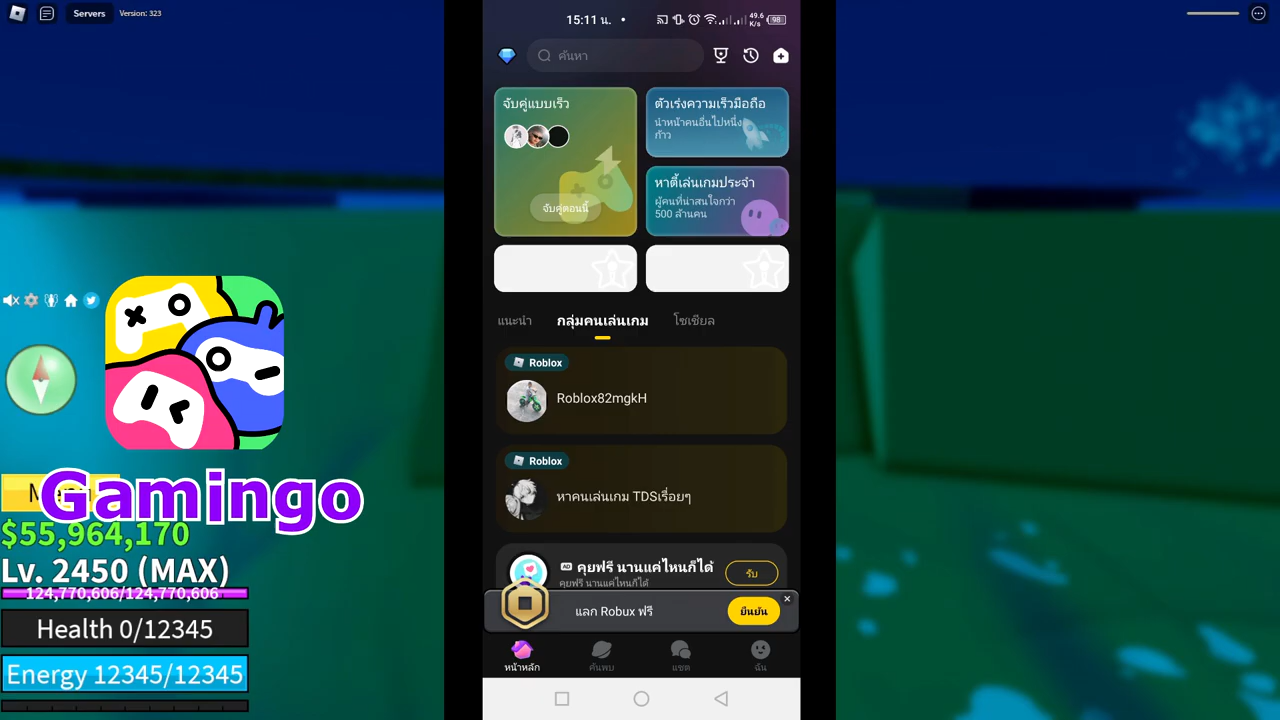 Servers
Version: 323
Gamingo
$55,964,170
Lv. 2450 (MAX)
124,770,606/124,770,606
Health 0/12345
Energy 12345/12345
15:11 น.
49.6
K/s
98
ค้นหา
จับคู่แบบเร็ว
จับคู่ตอนนี้
ตัวเร่งความเร็วมือถือ
นำหน้าคนอื่นไปหนึ่ง
ก้าว
หาตี้เล่นเกมประจำ
ผู้คนที่น่าสนใจกว่า
500 ล้านคน
แนะนำ
กลุ่มคนเล่นเกม
โซเชียล
Roblox
Roblox82mgkH
Roblox
หาคนเล่นเกม TDSเรื่อยๆ
AD คุยฟรี นานแค่ไหนก็ได้
คุยฟรี นานแค่ไหนก็ได้
รับ
แลก Robux ฟรี
ยืนยัน
หน้าหลัก
ค้นพบ
แชต
ฉัน